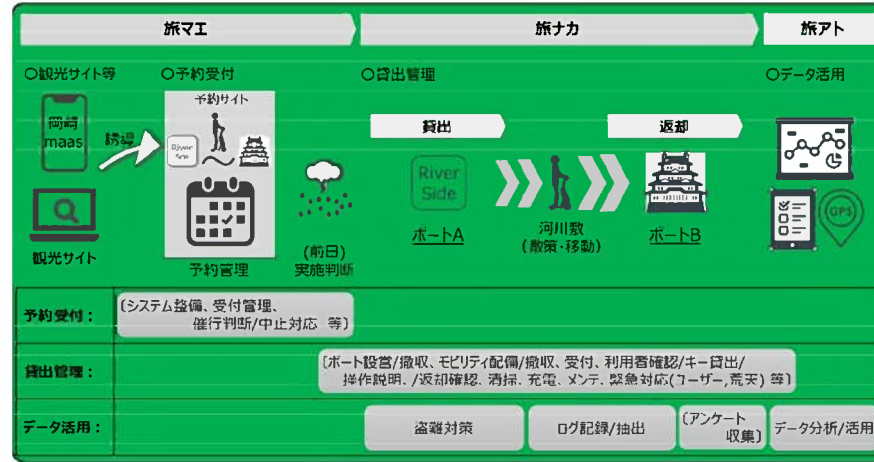 旅マエ
旅ナカ
旅アト
○観光サイト等
○予約受付
○貸出管理
○データ活用
予約サイト
岡崎
maas
誘導
River
Side
貸出
返却
River
Side
GPS
観光サイト
予約管理
(前日)
実施判断
ポートA
河川敷
(散策・移動)
ポートB
予約受付：
〔システム整備、受付管理、
催行判断/中止対応 等〕
貸出管理：
〔ポート設営/撤収、モビリティ配備/撤収、受付、利用者確認/キー貸出/
操作説明、/返却確認、清掃、充電、メンテ、緊急対応(ユーザー,荒天) 等〕
データ活用：
盗難対策
ログ記録/抽出
〔アンケート
収集〕
データ分析/活用